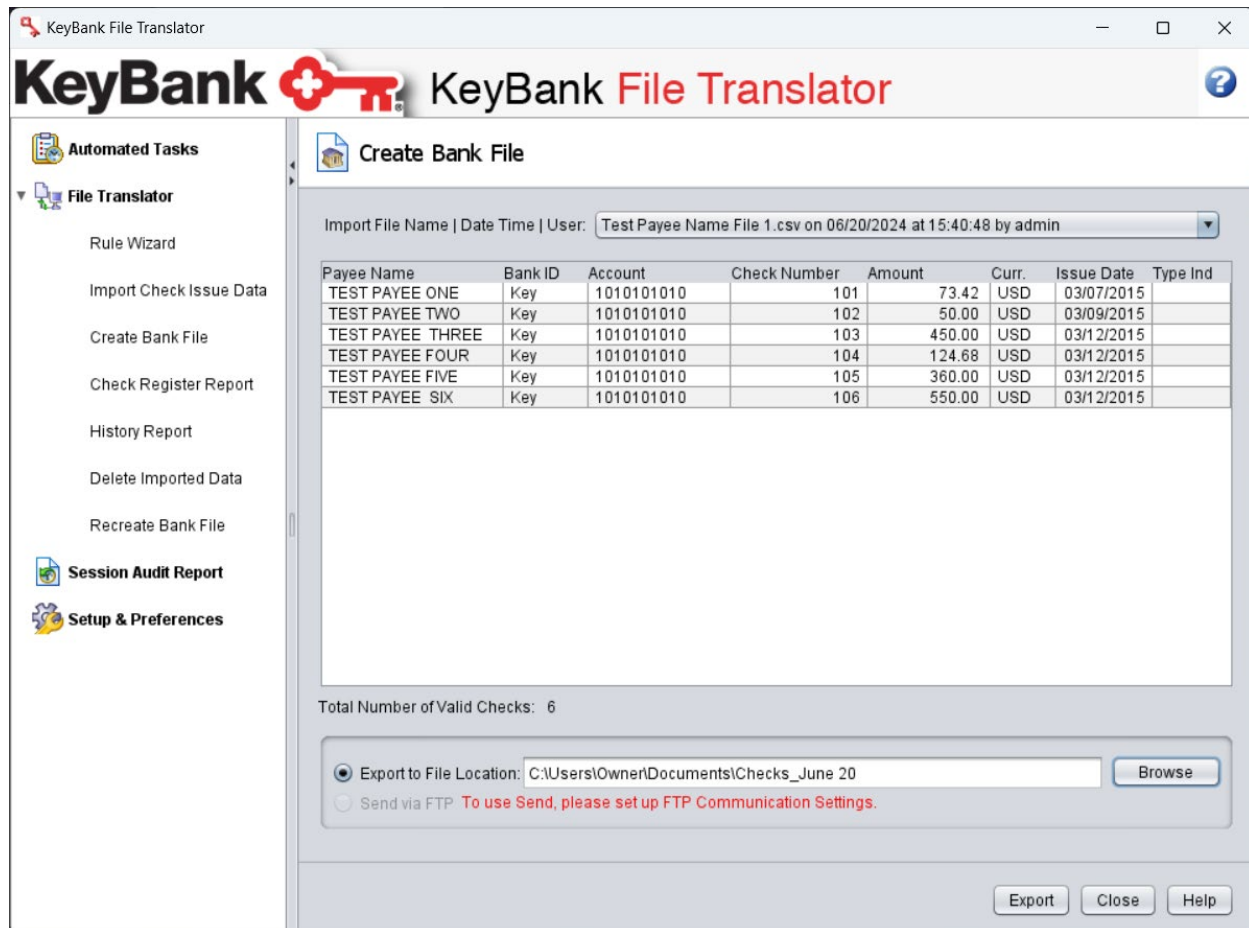 KeyBank File Translator
KeyBank KeyBank File Translator
Automated Tasks
File Translator
Rule Wizard
Import Check Issue Data
Create Bank File
Check Register Report
History Report
Delete Imported Data
Recreate Bank File
Session Audit Report
Setup & Preferences
Create Bank File
Import File Name | Date Time | User: Test Payee Name File 1.csv on 06/20/2024 at 15:40:48 by admin
Payee Name Bank ID Account Check Number Amount Curr. Issue Date Type Ind
TEST PAYEE ONE Key 1010101010 101 73.42 USD 03/07/2015
TEST PAYEE TWO Key 1010101010 102 50.00 USD 03/09/2015
TEST PAYEE  THREE Key 1010101010 103 450.00 USD 03/12/2015
TEST PAYEE FOUR Key 1010101010 104 124.68 USD 03/12/2015
TEST PAYEE FIVE Key 1010101010 105 360.00 USD 03/12/2015
TEST PAYEE  SIX Key 1010101010 106 550.00 USD 03/12/2015
Total Number of Valid Checks: 6
Export to File Location: C:\Users\Owner\Documents\Checks_June 20 Browse
Send via FTP To use Send, please set up FTP Communication Settings.
Export Close Help